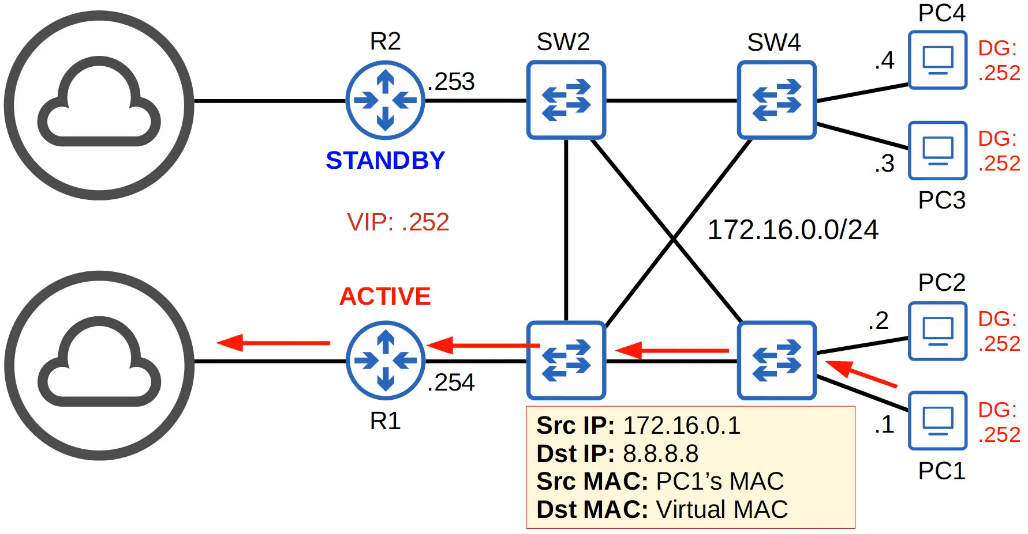 PC4
R2
SW2
SW4
DG:
.252
.4
.253
STANDBY
DG:
.252
.3
PC3
VIP: .252
172.16.0.0/24
ACTIVE
PC2
DG:
.252
.2
.254
R1
DG:
.252
.1
PC1
Src IP: 172.16.0.1
Dst IP: 8.8.8.8
Src MAC: PC1's MAC
Dst MAC: Virtual MAC